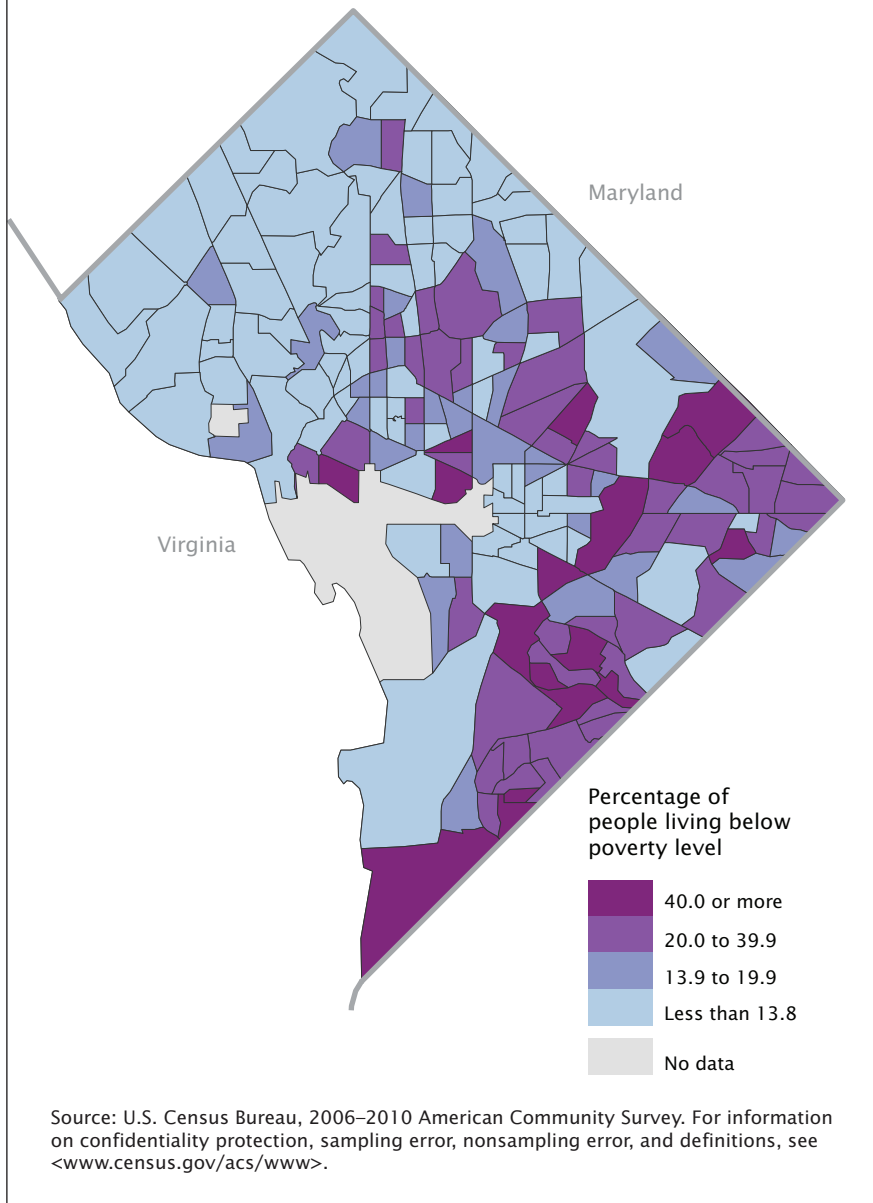 Maryland
Virginia
Percentage of
people living below
poverty level
40.0 or more
20.0 to 39.9
13.9 to 19.9
Less than 13.8
No data
Source: U.S. Census Bureau, 2006–2010 American Community Survey. For information
on confidentiality protection, sampling error, nonsampling error, and definitions, see
<www.census.gov/acs/www>.